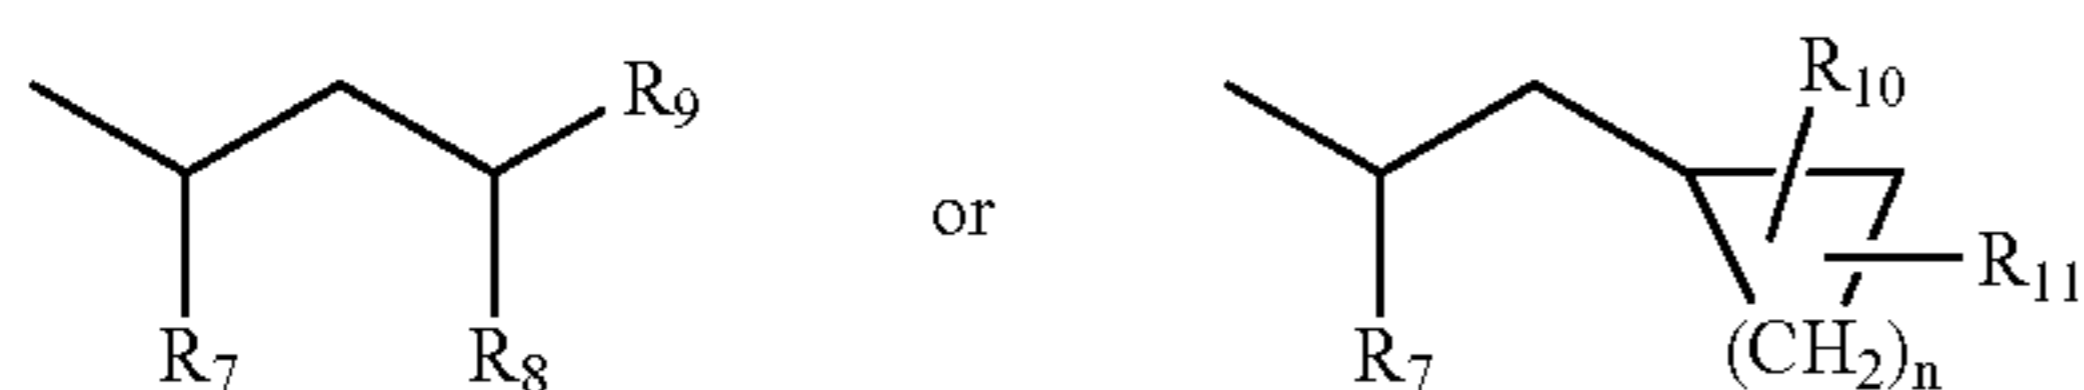 R₁₀
R₉
or
R₁₁
R₇ R₈ R₇ (CH₂)ₙ